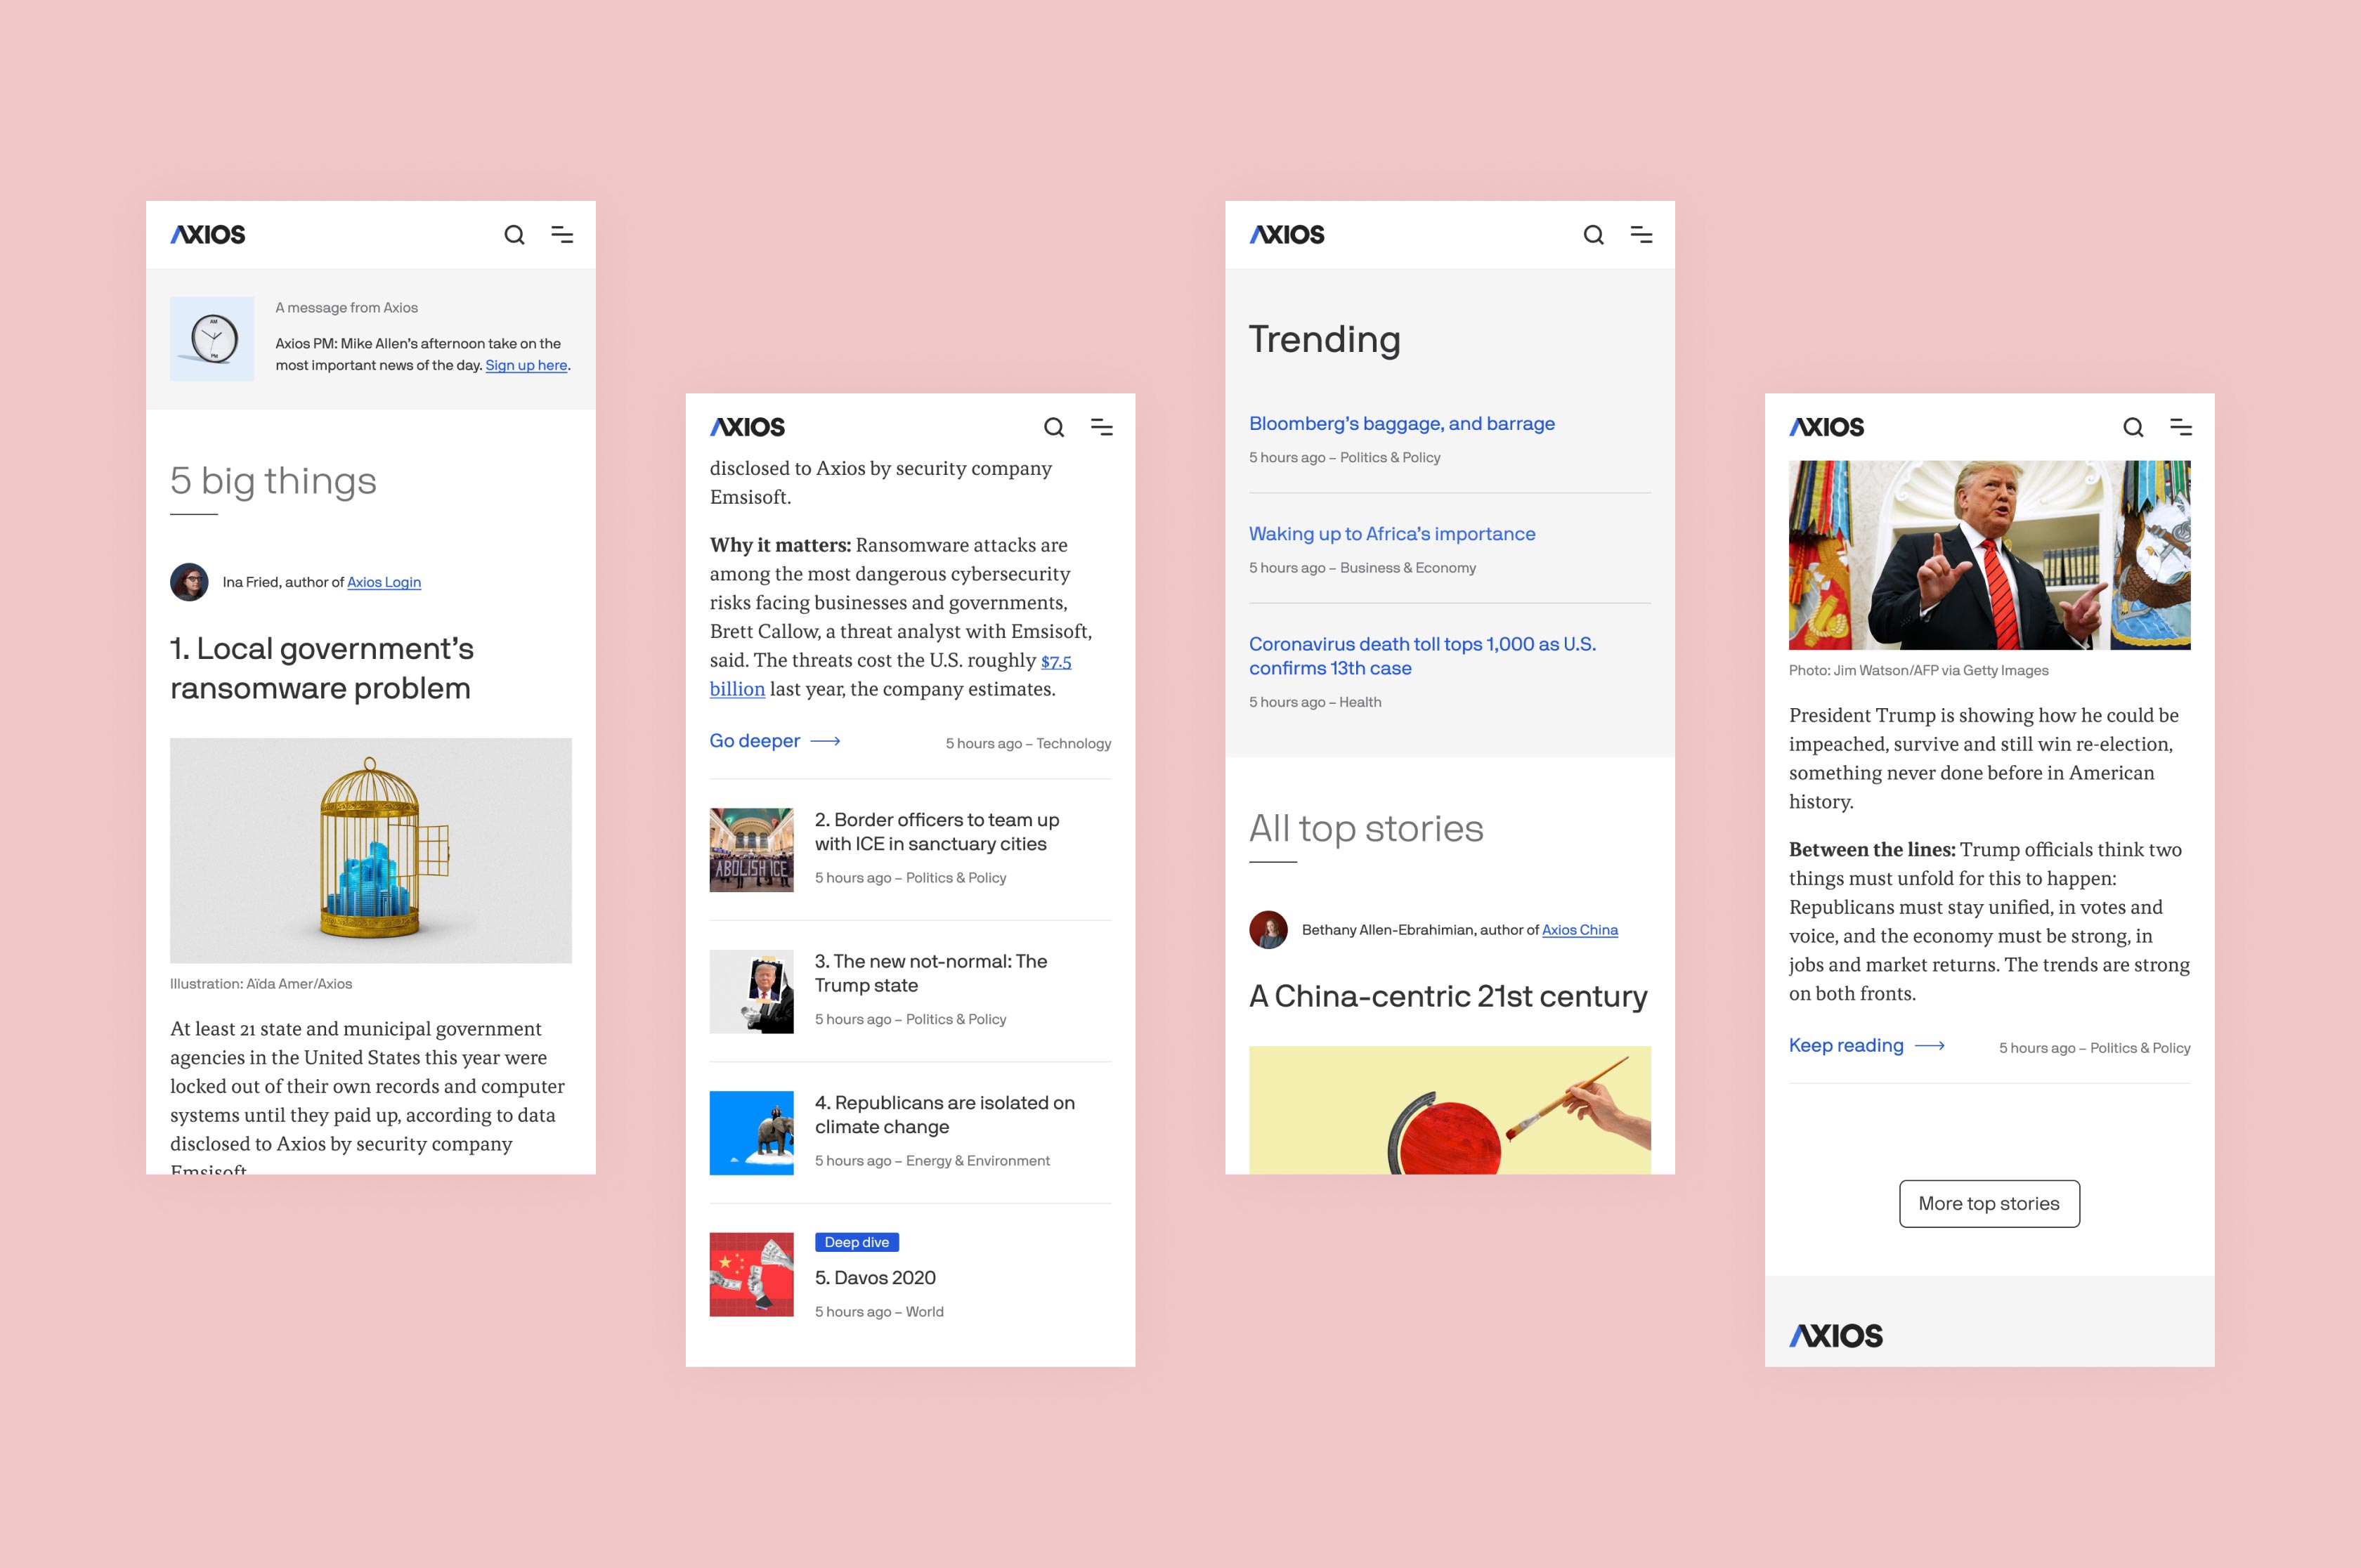 AXIOS
A message from Axios
Axios PM: Mike Allen's afternoon take on the
most important news of the day. Sign up here.
AM
PM
5 big things
Ina Fried, author of Axios Login
1. Local government's
ransomware problem
Illustration: Aïda Amer/Axios
At least 21 state and municipal government
agencies in the United States this year were
locked out of their own records and computer
systems until they paid up, according to data
disclosed to Axios by security company
Emsisoft.
AXIOS
disclosed to Axios by security company
Emsisoft.
Why it matters: Ransomware attacks are
among the most dangerous cybersecurity
risks facing businesses and governments,
Brett Callow, a threat analyst with Emsisoft,
said. The threats cost the U.S. roughly $7.5
billion last year, the company estimates.
Go deeper
5 hours ago – Technology
ABOLISH ICE
2. Border officers to team up
with ICE in sanctuary cities
5 hours ago – Politics & Policy
3. The new not-normal: The
Trump state
5 hours ago – Politics & Policy
4. Republicans are isolated on
climate change
5 hours ago – Energy & Environment
Deep dive
5. Davos 2020
5 hours ago – World
AXIOS
Trending
Bloomberg's baggage, and barrage
5 hours ago – Politics & Policy
Waking up to Africa's importance
5 hours ago – Business & Economy
Coronavirus death toll tops 1,000 as U.S.
confirms 13th case
5 hours ago – Health
All top stories
Bethany Allen-Ebrahimian, author of Axios China
A China-centric 21st century
AXIOS
Photo: Jim Watson/AFP via Getty Images
President Trump is showing how he could be
impeached, survive and still win re-election,
something never done before in American
history.
Between the lines: Trump officials think two
things must unfold for this to happen:
Republicans must stay unified, in votes and
voice, and the economy must be strong, in
jobs and market returns. The trends are strong
on both fronts.
Keep reading
5 hours ago – Politics & Policy
More top stories
AXIOS